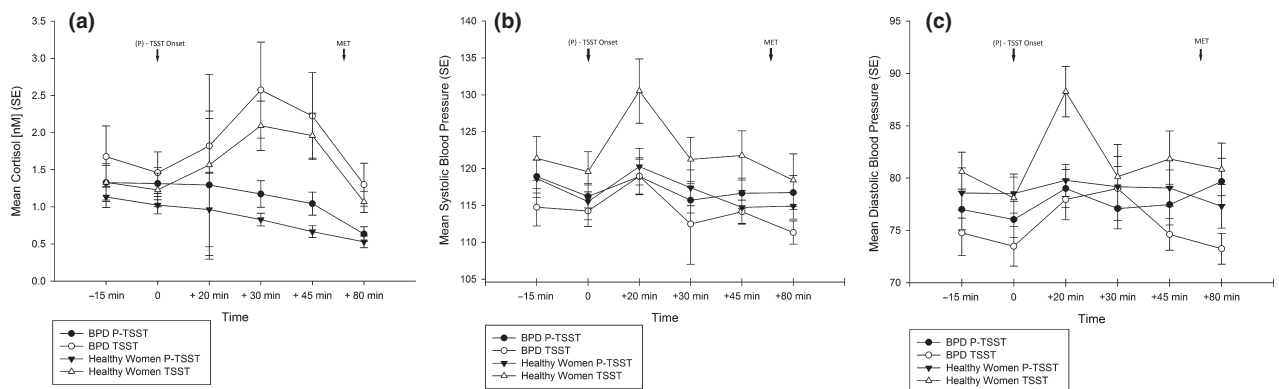 (a)
(P) - TSST Onset
MET
Mean Cortisol [nM] (SE)
3.5
3.0
2.5
2.0
1.5
1.0
0.5
0.0
−15 min
0
+ 20 min
+ 30 min
+ 45 min
+ 80 min
Time
BPD P-TSST
BPD TSST
Healthy Women P-TSST
Healthy Women TSST
(b)
(P) - TSST Onset
MET
Mean Systolic Blood Pressure (SE)
140
135
130
125
120
115
110
105
−15 min
0
+20 min
+30 min
+45 min
+80 min
Time
BPD P-TSST
BPD TSST
Healthy Women P-TSST
Healthy Women TSST
(c)
(P) - TSST Onset
MET
Mean Diastolic Blood Pressure (SE)
95
90
85
80
75
70
−15 min
0
+20 min
+30 min
+45 min
+80 min
Time
BPD P-TSST
BPD TSST
Healthy Women P-TSST
Healthy Women TSST